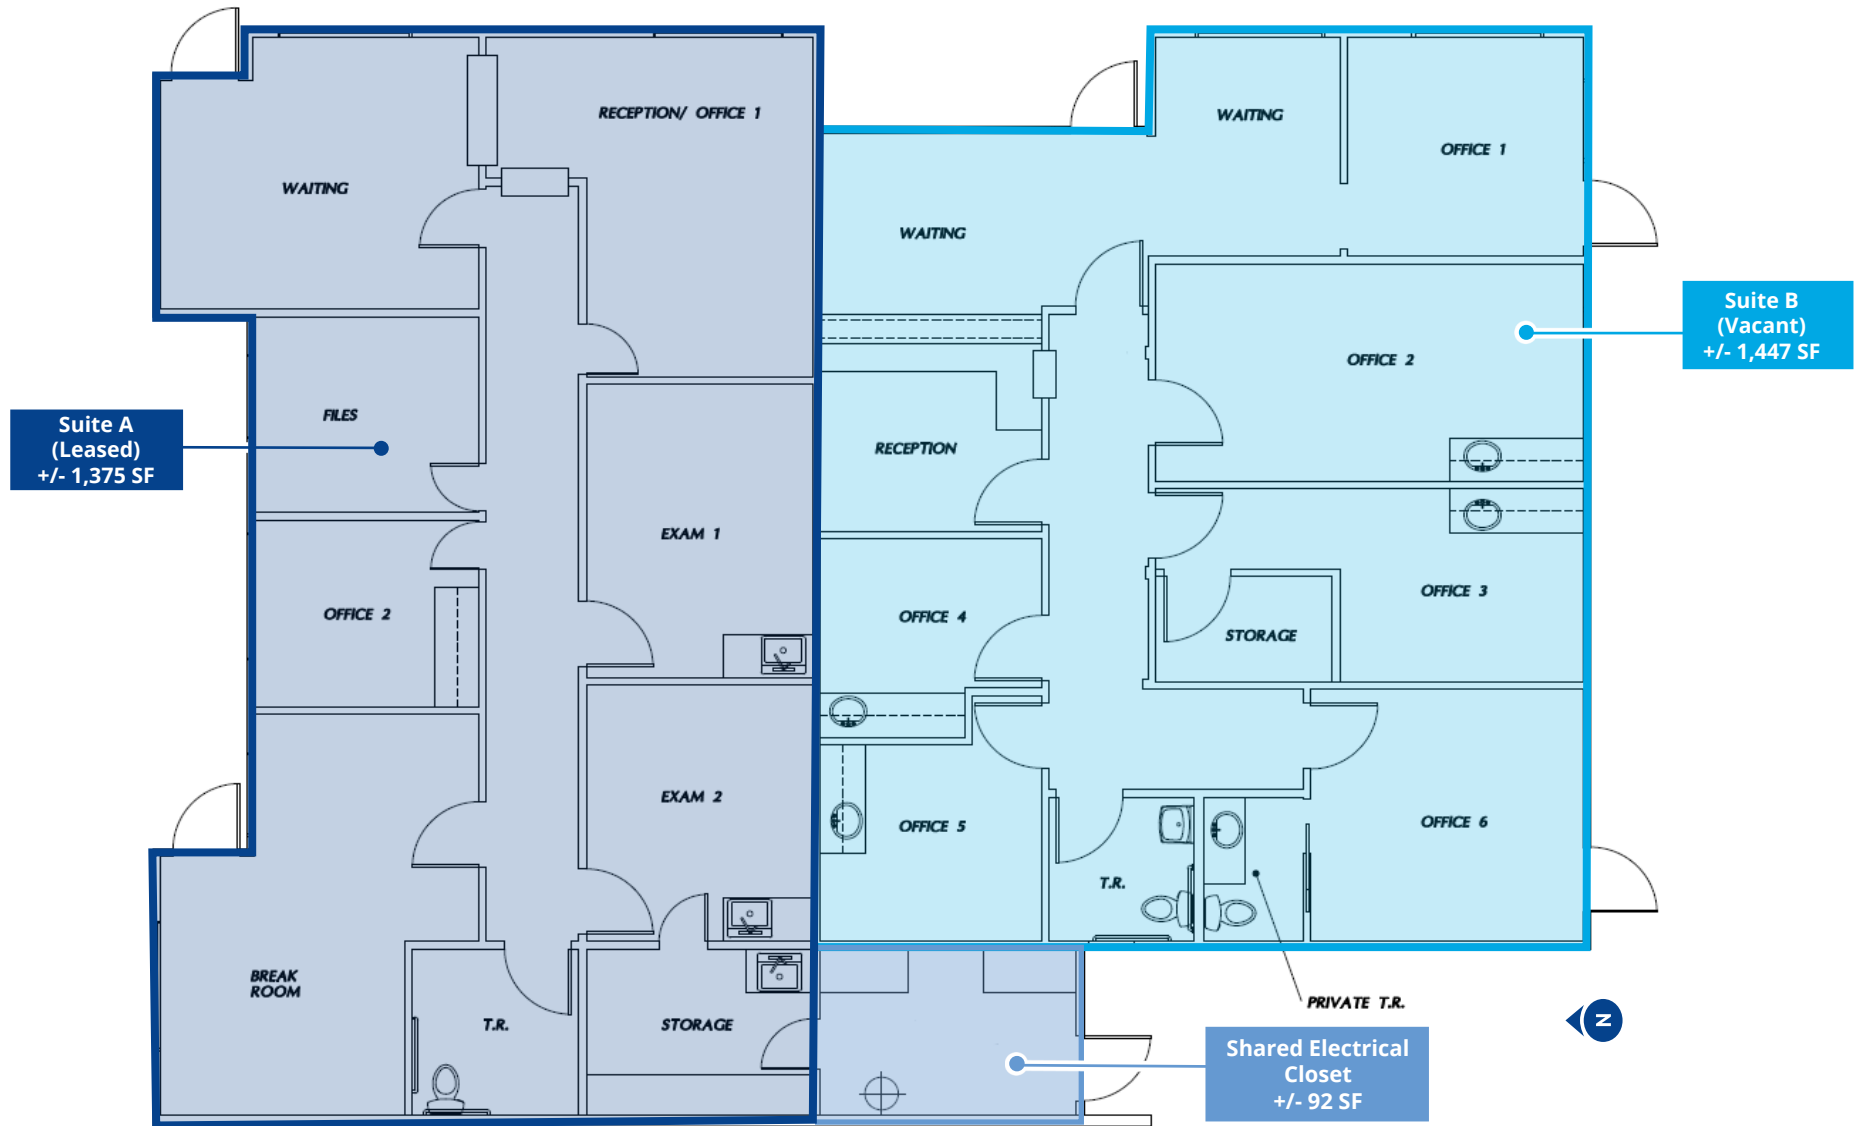 RECEPTION/ OFFICE 1
WAITING
WAITING
OFFICE 1
WAITING
WAITING
Suite B
(Vacant)
+/- 1,447 SF
OFFICE 2
FILES
Suite A
(Leased)
+/- 1,375 SF
RECEPTION
EXAM 1
OFFICE 3
OFFICE 2
OFFICE 4
STORAGE
EXAM 2
OFFICE 5
OFFICE 6
T.R.
BREAK
ROOM
T.R.
STORAGE
PRIVATE T.R.
N
Shared Electrical
Closet
+/- 92 SF